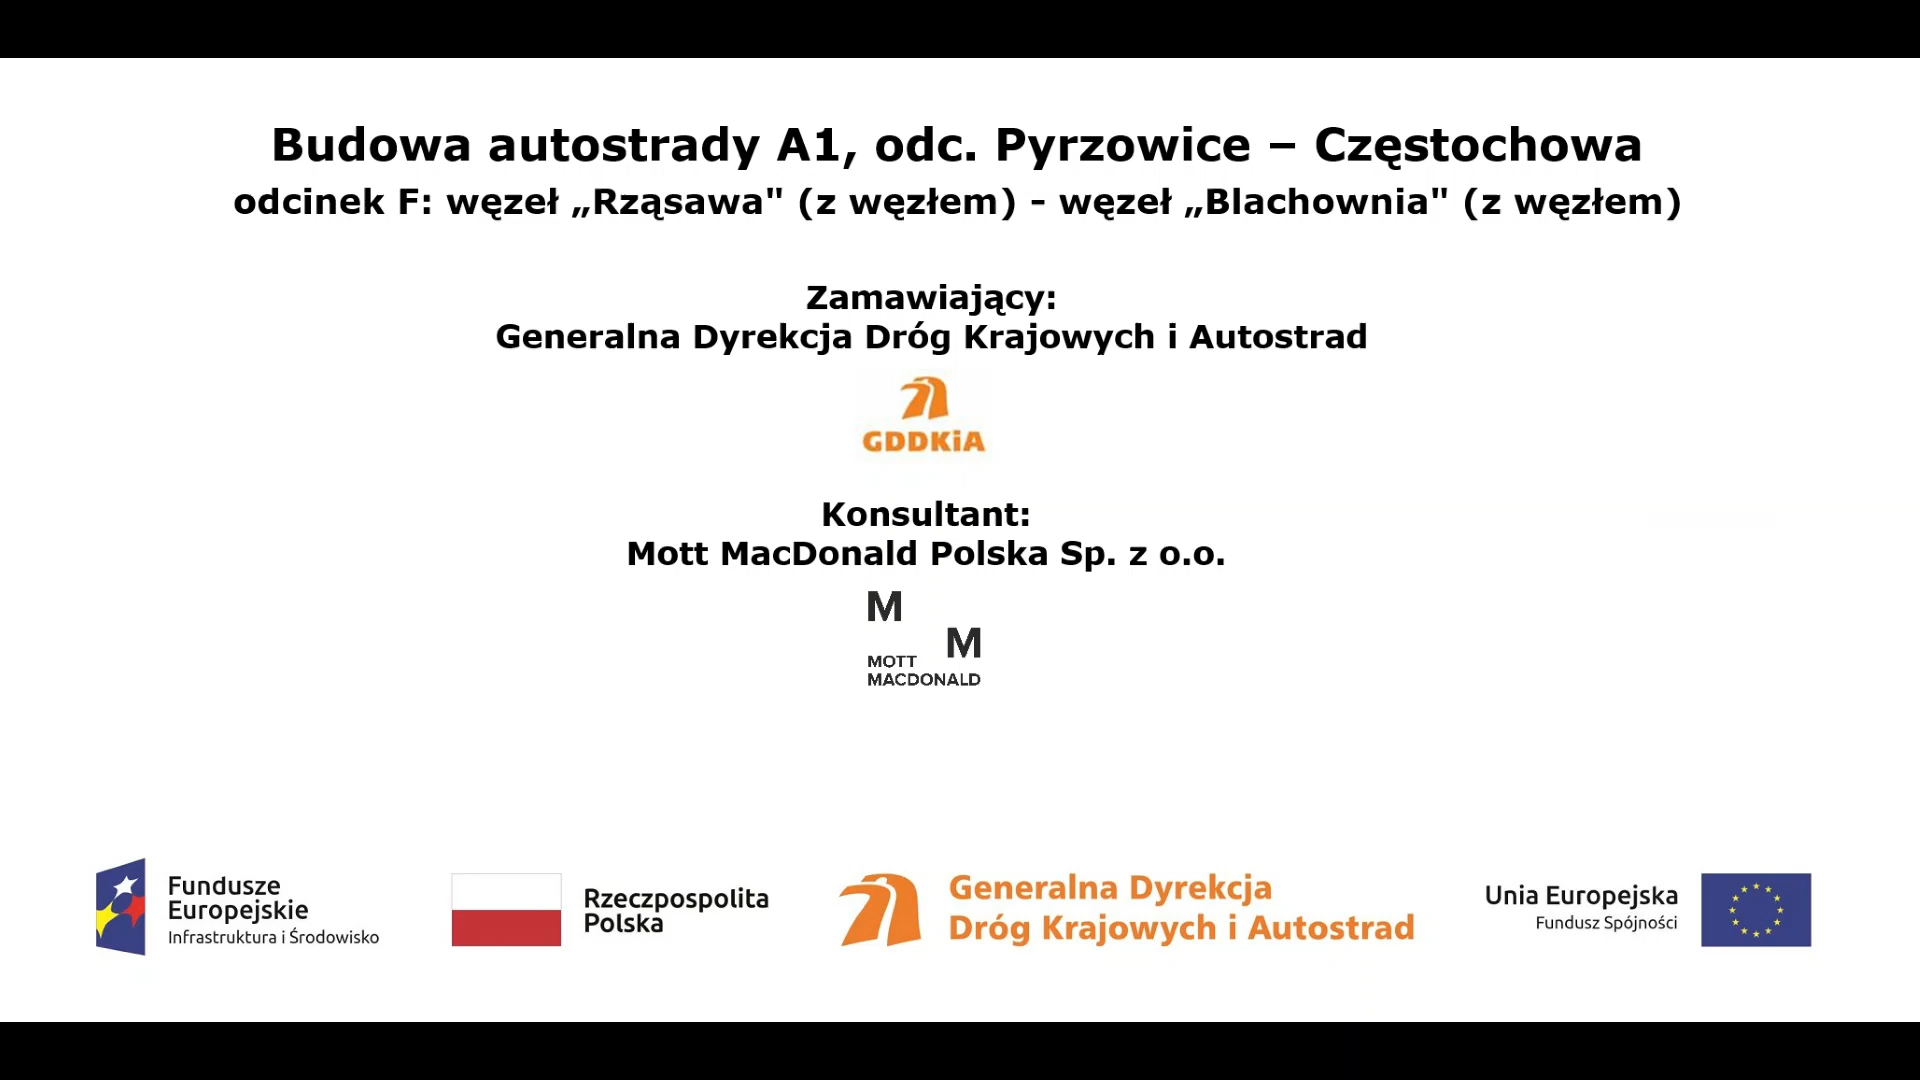 Budowa autostrady A1, odc. Pyrzowice – Częstochowa
odcinek F: węzeł „Rząsawa" (z węzłem) - węzeł „Blachownia" (z węzłem)
Zamawiający:
Generalna Dyrekcja Dróg Krajowych i Autostrad
GDDKiA
Konsultant:
Mott MacDonald Polska Sp. z o.o.
M
M
MOTT
MACDONALD
Fundusze
Europejskie
Infrastruktura i Środowisko
Rzeczpospolita
Polska
Generalna Dyrekcja
Dróg Krajowych i Autostrad
Unia Europejska
Fundusz Spójności